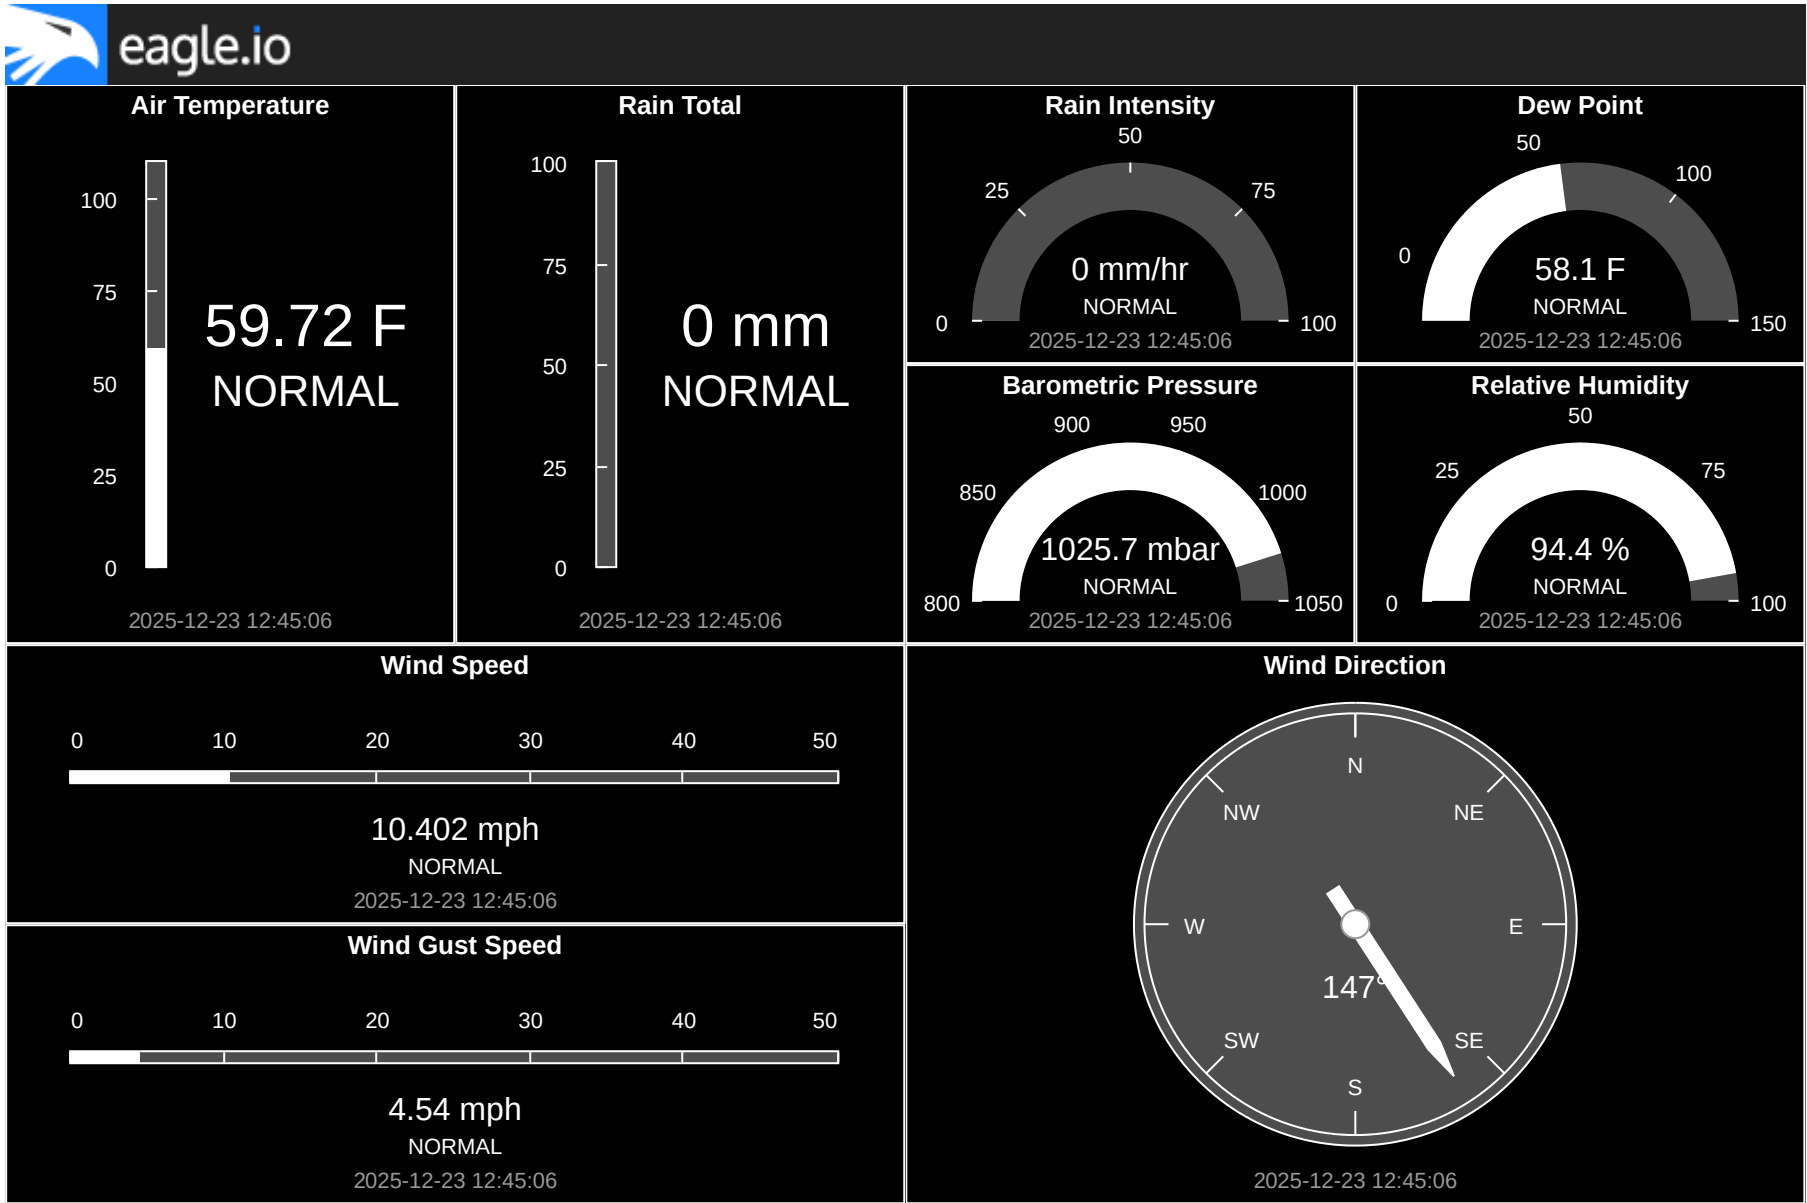 eagle.io
Air Temperature
100
75
50
25
0
59.72 F
NORMAL
2025-12-23 12:45:06
Rain Total
100
75
50
25
0
0 mm
NORMAL
2025-12-23 12:45:06
Rain Intensity
0
25
50
75
100
0 mm/hr
NORMAL
2025-12-23 12:45:06
Dew Point
0
50
100
150
58.1 F
NORMAL
2025-12-23 12:45:06
Barometric Pressure
800
850
900
950
1000
1050
1025.7 mbar
NORMAL
2025-12-23 12:45:06
Relative Humidity
0
25
50
75
100
94.4 %
NORMAL
2025-12-23 12:45:06
Wind Speed
0 10 20 30 40 50
10.402 mph
NORMAL
2025-12-23 12:45:06
Wind Gust Speed
0 10 20 30 40 50
4.54 mph
NORMAL
2025-12-23 12:45:06
Wind Direction
N
NW NE
W E
147°
SW SE
S
2025-12-23 12:45:06